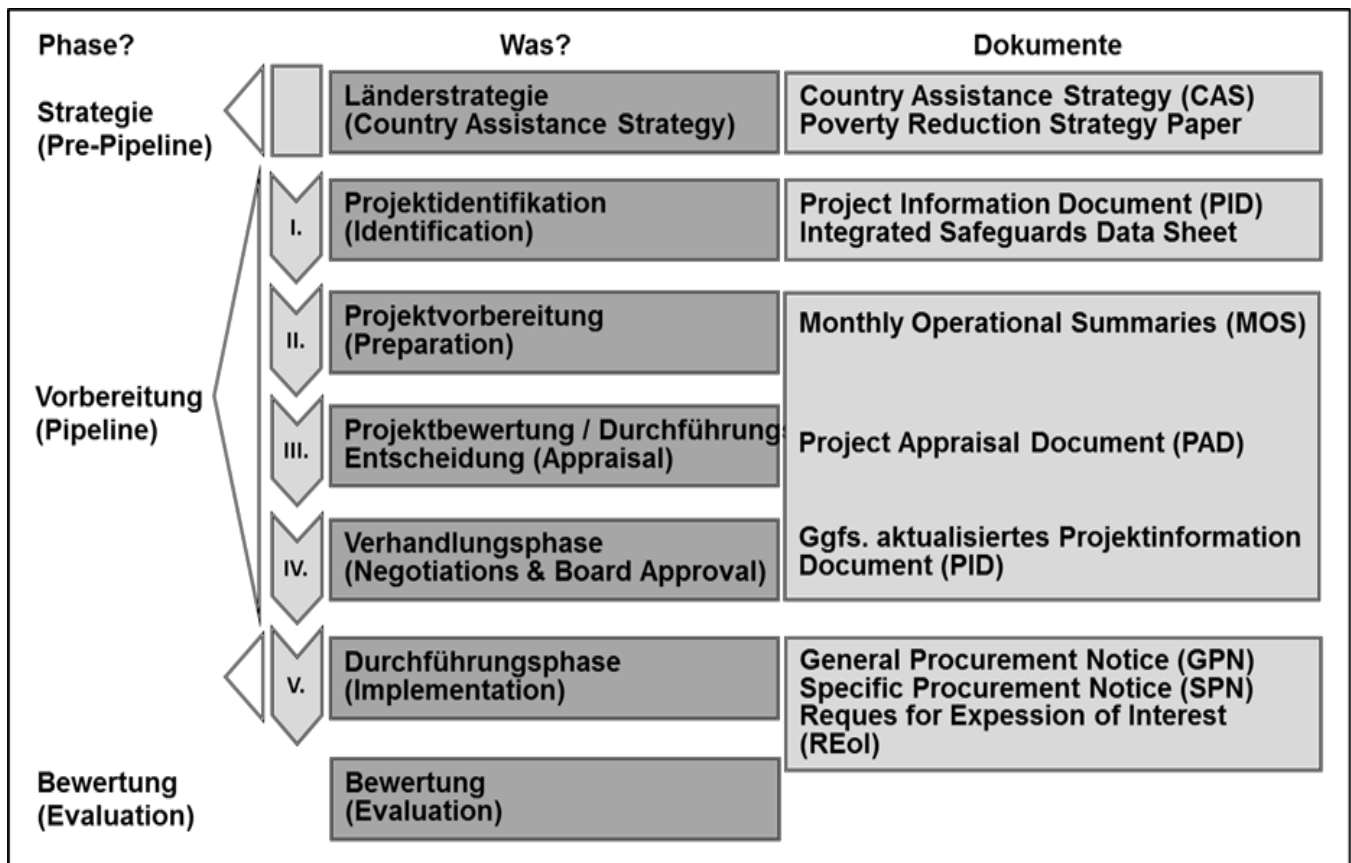 Phase?
Was?
Dokumente
Strategie
(Pre-Pipeline)
Länderstrategie
(Country Assistance Strategy)
Country Assistance Strategy (CAS)
Poverty Reduction Strategy Paper
I.
Projektidentifikation
(Identification)
Project Information Document (PID)
Integrated Safeguards Data Sheet
Vorbereitung
(Pipeline)
II.
Projektvorbereitung
(Preparation)
Monthly Operational Summaries (MOS)
III.
Projektbewertung / Durchführungs
Entscheidung (Appraisal)
Project Appraisal Document (PAD)
IV.
Verhandlungsphase
(Negotiations & Board Approval)
Ggfs. aktualisiertes Projektinformation
Document (PID)
V.
Durchführungsphase
(Implementation)
General Procurement Notice (GPN)
Specific Procurement Notice (SPN)
Reques for Expession of Interest
(REoI)
Bewertung
(Evaluation)
Bewertung
(Evaluation)